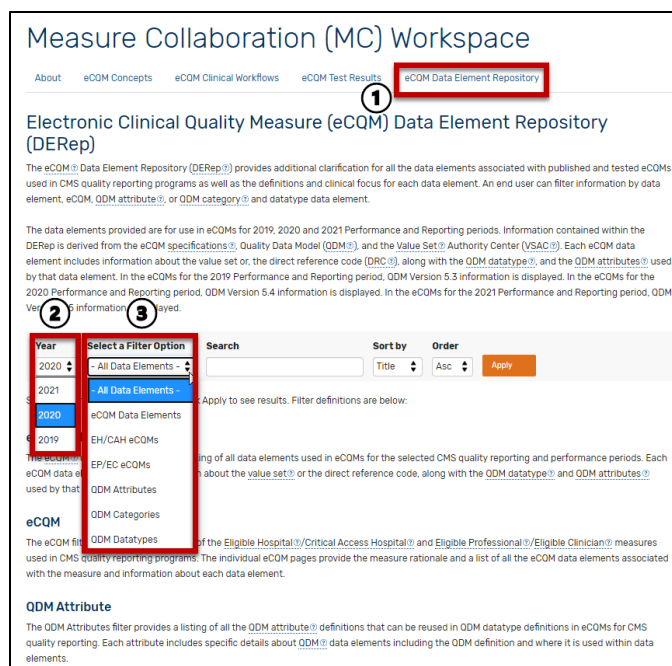 Measure Collaboration (MC) Workspace
About eCQM Concepts eCQM Clinical Workflows eCQM Test Results eCQM Data Element Repository
1
Electronic Clinical Quality Measure (eCQM) Data Element Repository
(DERep)
The eCQM Data Element Repository (DERep) provides additional clarification for all the data elements associated with published and tested eCQMs
used in CMS quality reporting programs as well as the definitions and clinical focus for each data element. An end user can filter information by data
element, eCQM, QDM attribute, or QDM category and datatype data element.
The data elements provided are for use in eCQMs for 2019, 2020 and 2021 Performance and Reporting periods. Information contained within the
DERep is derived from the eCQM specifications, Quality Data Model (QDM), and the Value Set Authority Center (VSAC). Each eCQM data
element includes information about the value set or, the direct reference code (DRC), along with the QDM datatype, and the QDM attributes used
by that data element. In the eCQMs for the 2019 Performance and Reporting period, QDM Version 5.3 information is displayed. In the eCQMs for the
2020 Performance and Reporting period, QDM Version 5.4 information is displayed. In the eCQMs for the 2021 Performance and Reporting period, QDM
2 3
Year Select a Filter Option Search Sort by Order
2020 - All Data Elements - Title Asc Apply
2021 - All Data Elements -
Apply to see results. Filter definitions are below:
2020 eCQM Data Elements
2019 EH/CAH eCQMs
of all data elements used in eCQMs for the selected CMS quality reporting and performance periods. Each
eCQM data EP/EC eCQMs about the value set or the direct reference code, along with the QDM datatype and QDM attributes
used by that QDM Attributes
eCQM QDM Categories
The eCQM QDM Datatypes of the Eligible Hospital/Critical Access Hospital and Eligible Professional/Eligible Clinician measures
used in CMS quality reporting programs. The individual eCQM pages provide the measure rationale and a list of all the eCQM data elements associated
with the measure and information about each data element.
QDM Attribute
The QDM Attributes filter provides a listing of all the QDM attribute definitions that can be reused in QDM datatype definitions in eCQMs for CMS
quality reporting. Each attribute includes specific details about QDM data elements including the QDM definition and where it is used within data
elements.